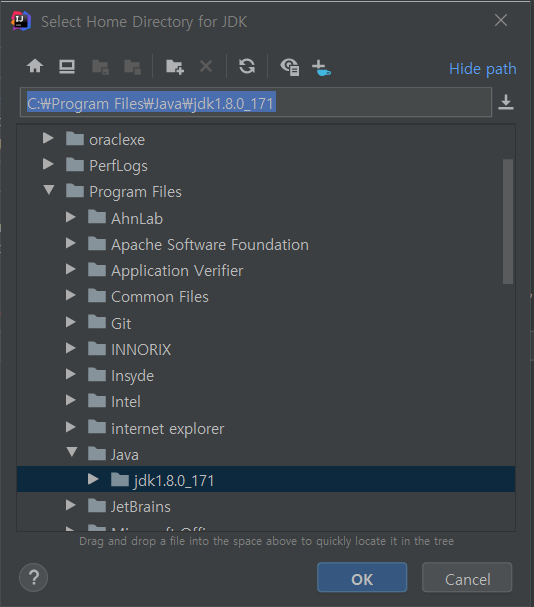 Select Home Directory for JDK
Hide path
C:₩Program Files₩Java₩jdk1.8.0_171
oraclexe
PerfLogs
Program Files
AhnLab
Apache Software Foundation
Application Verifier
Common Files
Git
INNORIX
Insyde
Intel
internet explorer
Java
jdk1.8.0_171
JetBrains
Drag and drop a file into the space above to quickly locate it in the tree
?
OK
Cancel